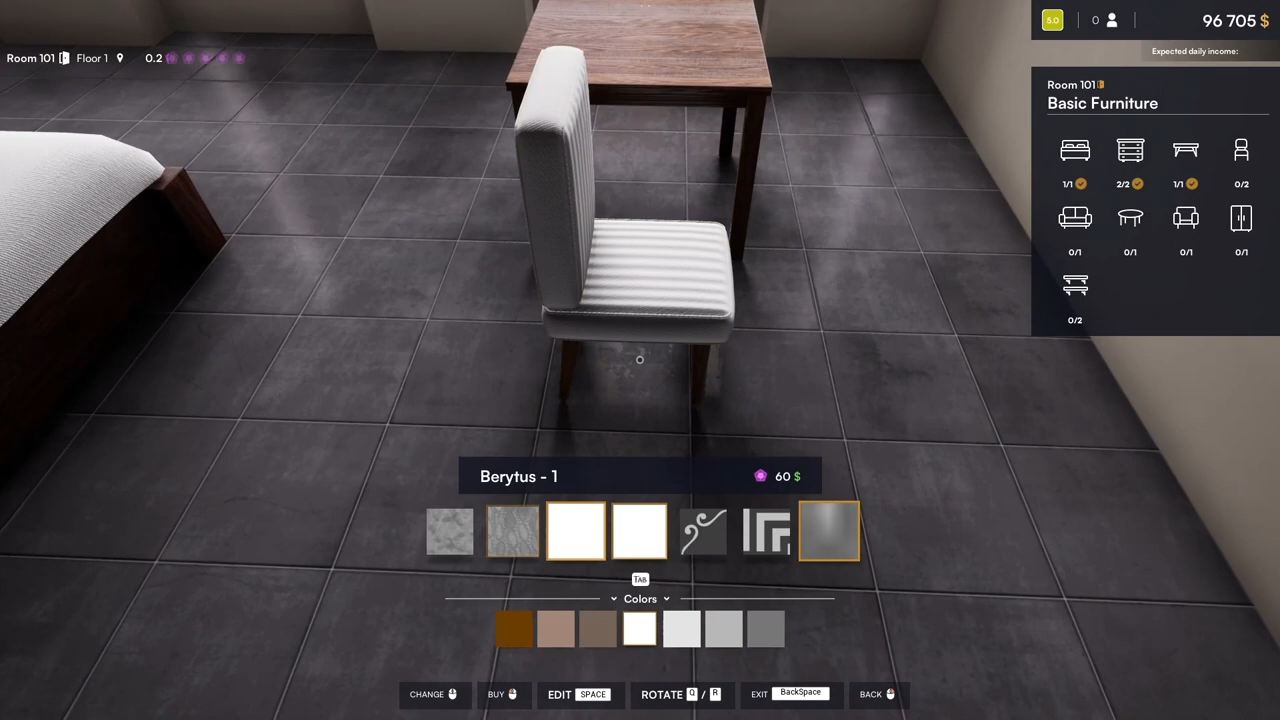 5.0 0 96 705 $
Expected daily income:
Room 101 Floor 1 0.2
Room 101
Basic Furniture
1/1 2/2 1/1 0/2
0/1 0/1 0/1 0/1
0/2
Berytus - 1 60 $
TAB
Colors
CHANGE BUY EDIT SPACE ROTATE Q / R EXIT BackSpace BACK